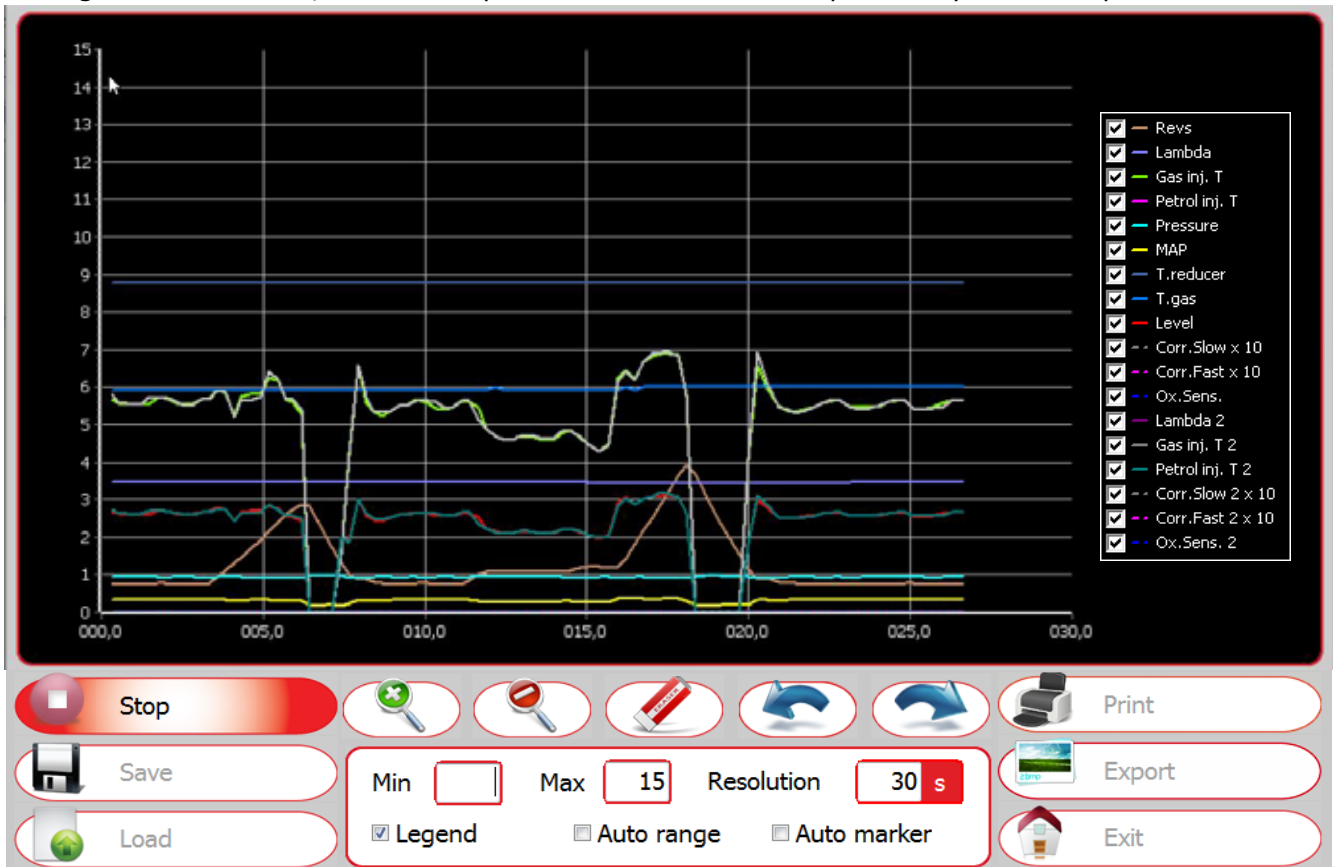 15
14
13
12
11
10
9
8
7
6
5
4
3
2
1
0
000,0 005,0 010,0 015,0 020,0 025,0 030,0
Revs
Lambda
Gas inj. T
Petrol inj. T
Pressure
MAP
T.reducer
T.gas
Level
Corr.Slow x 10
Corr.Fast x 10
Ox.Sens.
Lambda 2
Gas inj. T 2
Petrol inj. T 2
Corr.Slow 2 x 10
Corr.Fast 2 x 10
Ox.Sens. 2
Stop
ERASER
Print
Save
Min Max 15 Resolution 30 s
Export
Load
Legend Auto range Auto marker
Exit